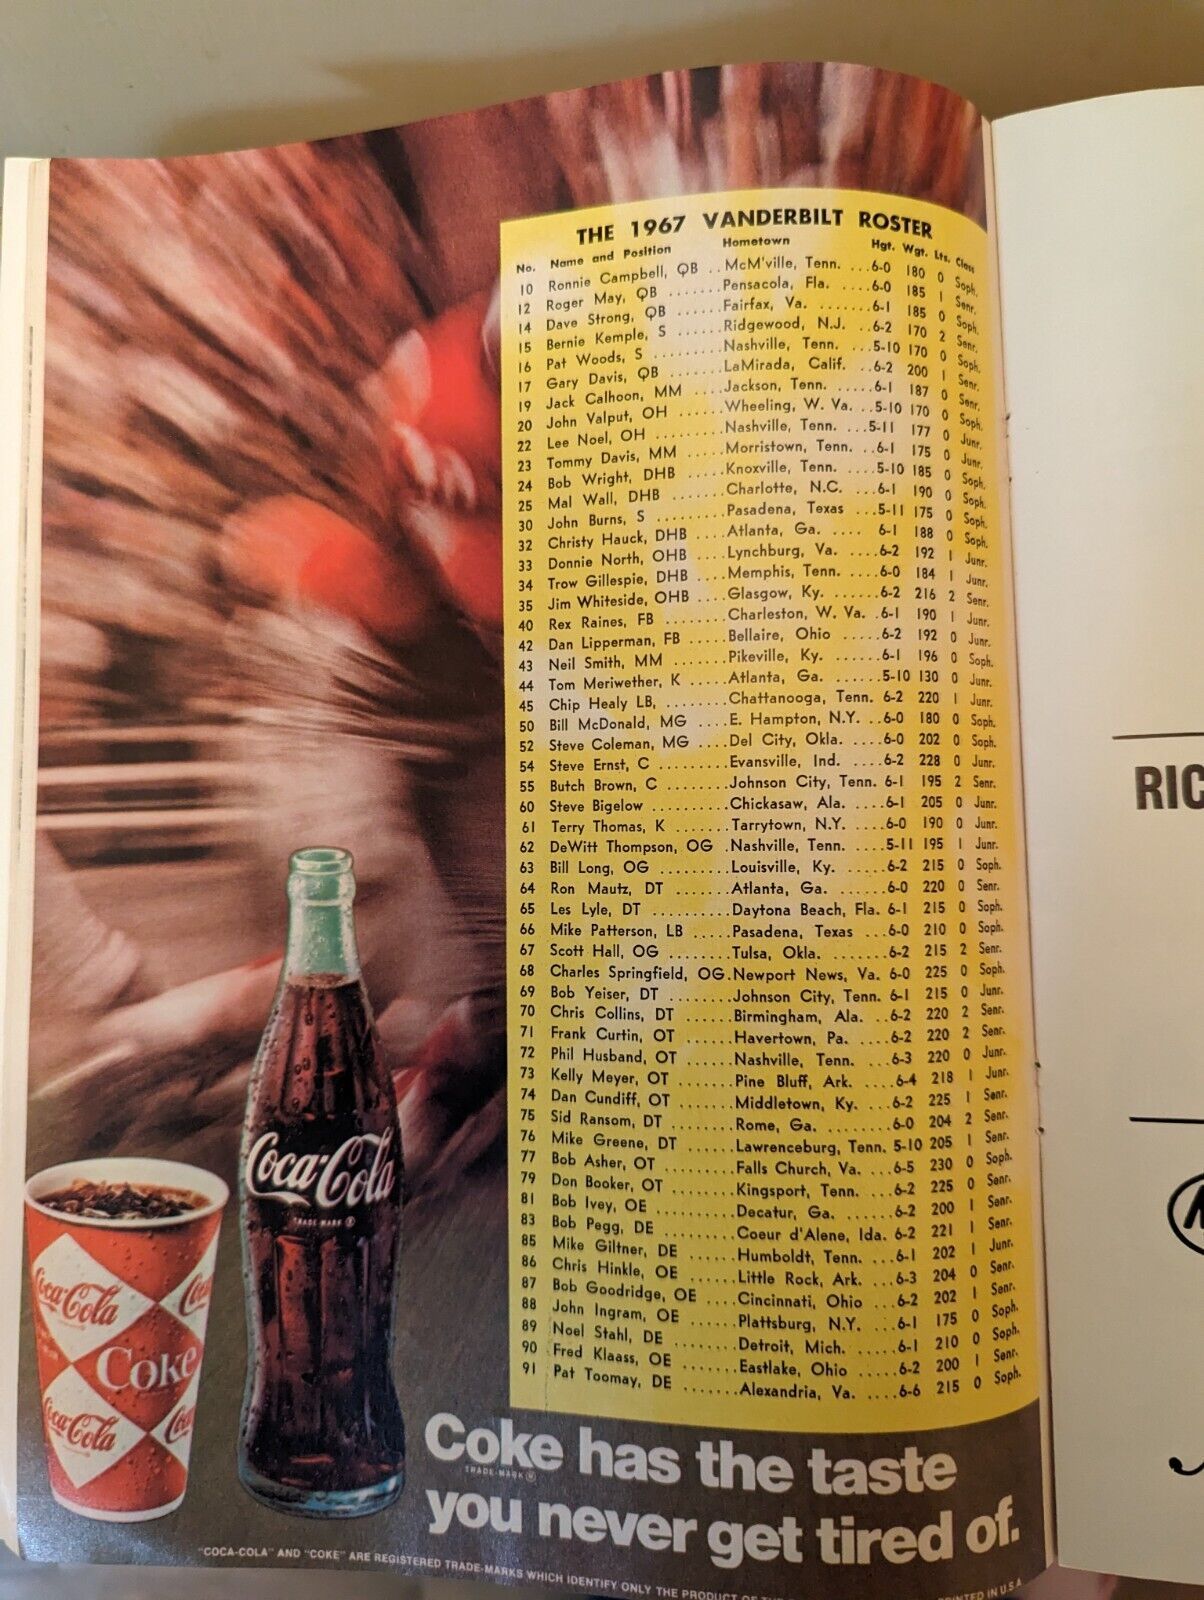 THE 1967 VANDERBILT ROSTER
No. Name and Position Hometown Hgt. Wgt. Lts. Class
10 Ronnie Campbell, QB .. McM'ville, Tenn. ...6-0 180 0 Soph.
12 Roger May, QB .......Pensacola, Fla. ....6-0 185 1 Senr.
14 Dave Strong, QB ......Fairfax, Va. .......6-1 185 0 Soph.
15 Bernie Kemple, S ......Ridgewood, N.J. ..6-2 170 2 Senr.
16 Pat Woods, S .........Nashville, Tenn. ...5-10 170 0 Soph.
17 Gary Davis, QB .......LaMirada, Calif. ..6-2 200 1 Senr.
19 Jack Calhoon, MM ....Jackson, Tenn. .....6-1 187 0 Senr.
20 John Valput, OH ......Wheeling, W. Va. ...5-10 170 0 Soph.
22 Lee Noel, OH .........Nashville, Tenn. ...5-11 177 0 Junr.
23 Tommy Davis, MM .....Morristown, Tenn. ..6-1 175 0 Junr.
24 Bob Wright, DHB .....Knoxville, Tenn. ....5-10 185 0 Soph.
25 Mal Wall, DHB .......Charlotte, N.C. ....6-1 190 0 Soph.
30 John Burns, S .........Pasadena, Texas ...5-11 175 0 Soph.
32 Christy Hauck, DHB ...Atlanta, Ga. .... 6-1 188 0 Soph.
33 Donnie North, OHB ....Lynchburg, Va. ....6-2 192 1 Junr.
34 Trow Gillespie, DHB ....Memphis, Tenn. ....6-0 184 1 Junr.
35 Jim Whiteside, OHB ....Glasgow, Ky. ......6-2 216 2 Senr.
40 Rex Raines, FB ........Charleston, W. Va. ..6-1 190 1 Junr.
42 Dan Lipperman, FB .....Bellaire, Ohio .....6-2 192 0 Junr.
43 Neil Smith, MM .......Pikeville, Ky. ......6-1 196 0 Soph.
44 Tom Meriwether, K .....Atlanta, Ga. ......5-10 130 0 Junr.
45 Chip Healy LB, ........Chattanooga, Tenn. 6-2 220 1 Junr.
50 Bill McDonald, MG ....E. Hampton, N.Y. ..6-0 180 0 Soph.
52 Steve Coleman, MG ....Del City, Okla. ....6-0 202 0 Soph.
54 Steve Ernst, C .........Evansville, Ind. ....6-2 228 0 Junr.
55 Butch Brown, C ........Johnson City, Tenn. 6-1 195 2 Senr.
60 Steve Bigelow ..........Chickasaw, Ala. ....6-1 205 0 Junr.
61 Terry Thomas, K .......Tarrytown, N.Y. ....6-0 190 0 Junr.
62 DeWitt Thompson, OG .Nashville, Tenn. ....5-11 195 1 Junr.
63 Bill Long, OG ..........Louisville, Ky. ......6-2 215 0 Soph.
64 Ron Mautz, DT .......Atlanta, Ga. ......6-0 220 0 Senr.
65 Les Lyle, DT ..........Daytona Beach, Fla. 6-1 215 0 Soph.
66 Mike Patterson, LB .....Pasadena, Texas ...6-0 210 0 Soph.
67 Scott Hall, OG ........Tulsa, Okla. .......6-2 215 2 Senr.
68 Charles Springfield, OG.Newport News, Va. 6-0 225 0 Soph.
69 Bob Yeiser, DT ........Johnson City, Tenn. 6-1 215 0 Junr.
70 Chris Collins, DT ......Birmingham, Ala. ..6-2 220 2 Senr.
71 Frank Curtin, OT ......Havertown, Pa. ....6-2 220 2 Senr.
72 Phil Husband, OT ......Nashville, Tenn. ...6-3 220 0 Junr.
73 Kelly Meyer, OT .......Pine Bluff, Ark. ....6-4 218 1 Junr.
74 Dan Cundiff, OT .......Middletown, Ky. ...6-2 225 1 Senr.
75 Sid Ransom, DT ........Rome, Ga. .......6-0 204 2 Senr.
76 Mike Greene, DT ......Lawrenceburg, Tenn. 5-10 205 1 Senr.
77 Bob Asher, OT ........Falls Church, Va. ...6-5 230 0 Soph.
79 Don Booker, OT .......Kingsport, Tenn. ...6-2 225 0 Senr.
81 Bob Ivey, OE ..........Decatur, Ga. ......6-2 200 1 Senr.
83 Bob Pegg, DE .........Coeur d'Alene, Ida. 6-2 221 1 Senr.
85 Mike Giltner, DE ......Humboldt, Tenn. ...6-1 202 1 Junr.
86 Chris Hinkle, OE ......Little Rock, Ark. ...6-3 204 0 Senr.
87 Bob Goodridge, OE ....Cincinnati, Ohio ...6-2 202 1 Senr.
88 John Ingram, OE ......Plattsburg, N.Y. ...6-1 175 0 Soph.
89 Noel Stahl, DE ........Detroit, Mich. .....6-1 210 0 Soph.
90 Fred Klaass, OE .......Eastlake, Ohio .....6-2 200 1 Senr.
91 Pat Toomay, DE .......Alexandria, Va. ....6-6 215 0 Soph.
RIC
Coca-Cola
TRADE MARK ®
Coca-Cola
Coca
Coke
Coca-Cola
Coke has the taste
TRADE-MARK ®
you never get tired of.
"COCA-COLA" AND "COKE" ARE REGISTERED TRADE-MARKS WHICH IDENTIFY ONLY THE PRODUCT OF THE PRINTED IN U.S.A.